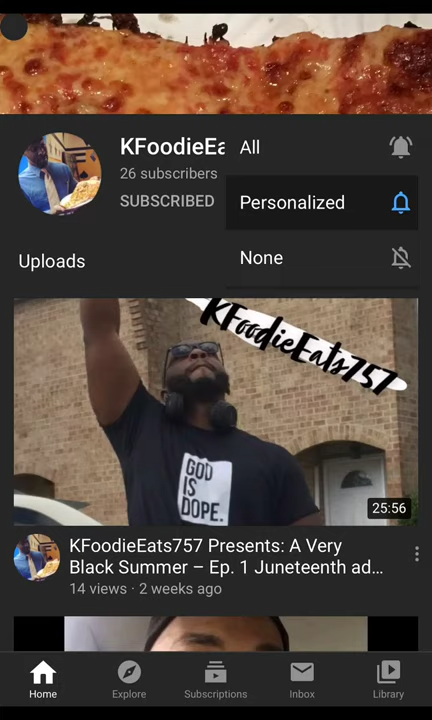 KFoodieEa
All
26 subscribers
SUBSCRIBED
Personalized
Uploads
None
KFoodieEats757
GOD
IS
DOPE.
25:56
KFoodieEats757 Presents: A Very
Black Summer – Ep. 1 Juneteenth ad...
14 views · 2 weeks ago
Home
Explore
Subscriptions
Inbox
Library